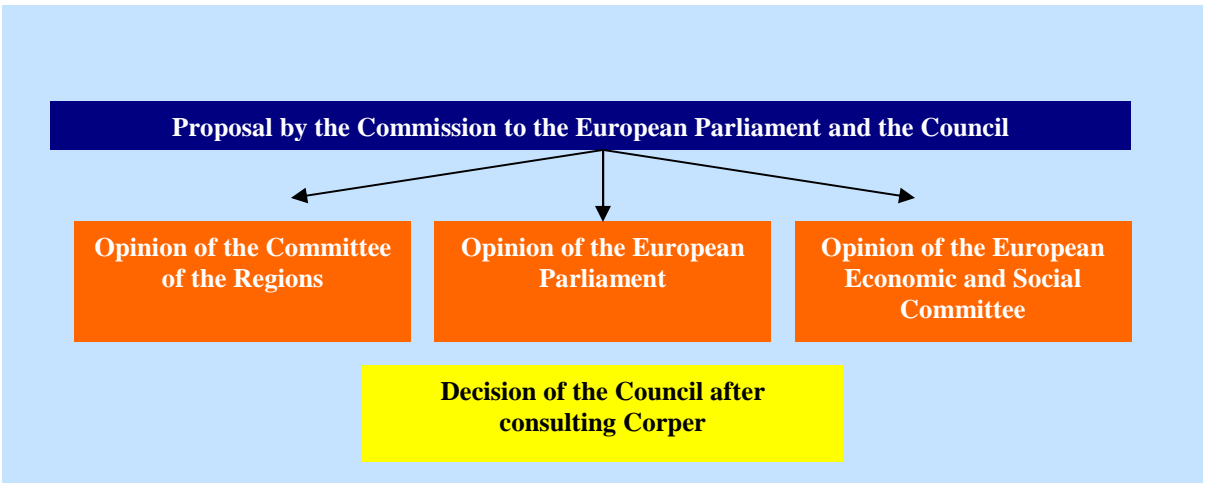 Proposal by the Commission to the European Parliament and the Council
Opinion of the Committee
of the Regions
Opinion of the European
Parliament
Opinion of the European
Economic and Social
Committee
Decision of the Council after
consulting Corper